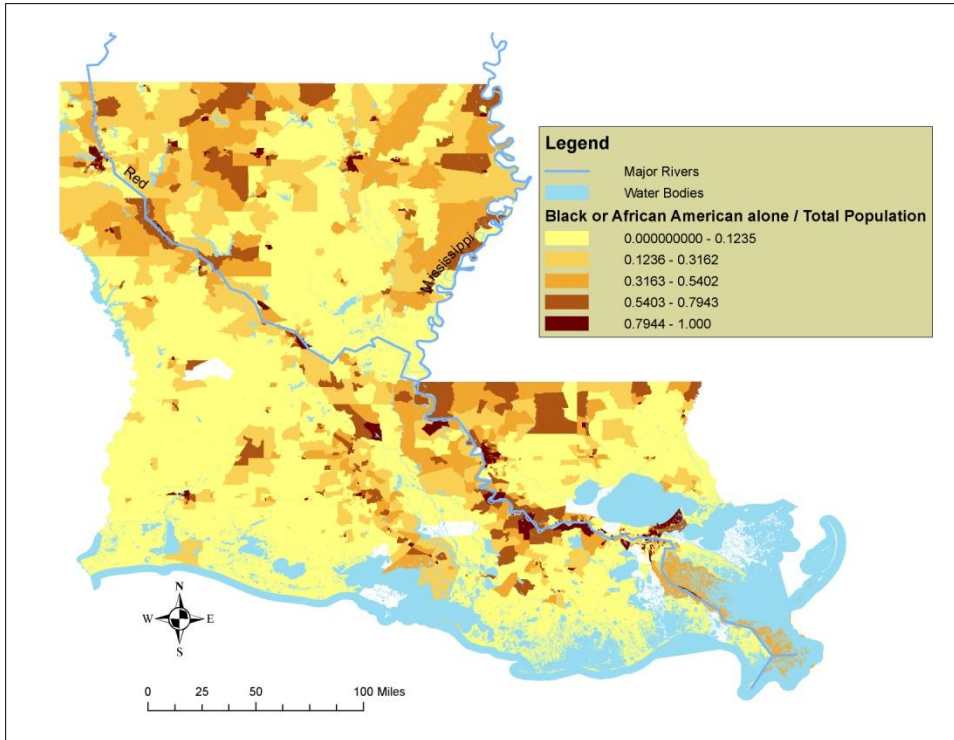 Red
Mississippi
Legend
Major Rivers
Water Bodies
Black or African American alone / Total Population
0.000000000 - 0.1235
0.1236 - 0.3162
0.3163 - 0.5402
0.5403 - 0.7943
0.7944 - 1.000
N
W E
S
0 25 50 100 Miles